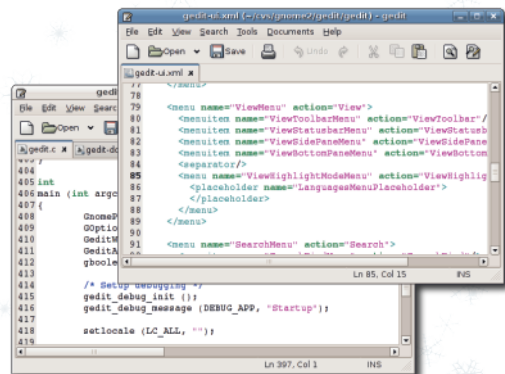 gedit-ui.xml (~/cvs/gnome2/gedit/gedit) - gedit
File Edit View Search Tools Documents Help
Open Save Undo
gedit-ui.xml
77 </menu>
78
79 <menu name="ViewMenu" action="View">
80 <menuitem name="ViewToolbarMenu" action="ViewToolbar"/
81 <menuitem name="ViewStatusbarMenu" action="ViewStatusb
82 <menuitem name="ViewSidePaneMenu" action="ViewSidePane
83 <menuitem name="ViewBottomPaneMenu" action="ViewBottom
84 <separator/>
85 <menu name="ViewHighlightModeMenu" action="ViewHighlig
86 <placeholder name="LanguagesMenuPlaceholder">
87 </placeholder>
88 </menu>
89 </menu>
90
91 <menu name="SearchMenu" action="Search">
Ln 85, Col 15 INS
gedi
File Edit View Searc
Open
gedit.c gedit-do
403 }
404
405 int
406 main (int argc
407 {
408 GnomeP
409 GOptio
410 GeditW
411 GeditA
412 gboole
413
414 /* Setup debugging */
415 gedit_debug_init ();
416 gedit_debug_message (DEBUG_APP, "Startup");
417
418 setlocale (LC_ALL, "");
419
Ln 397, Col 1 INS